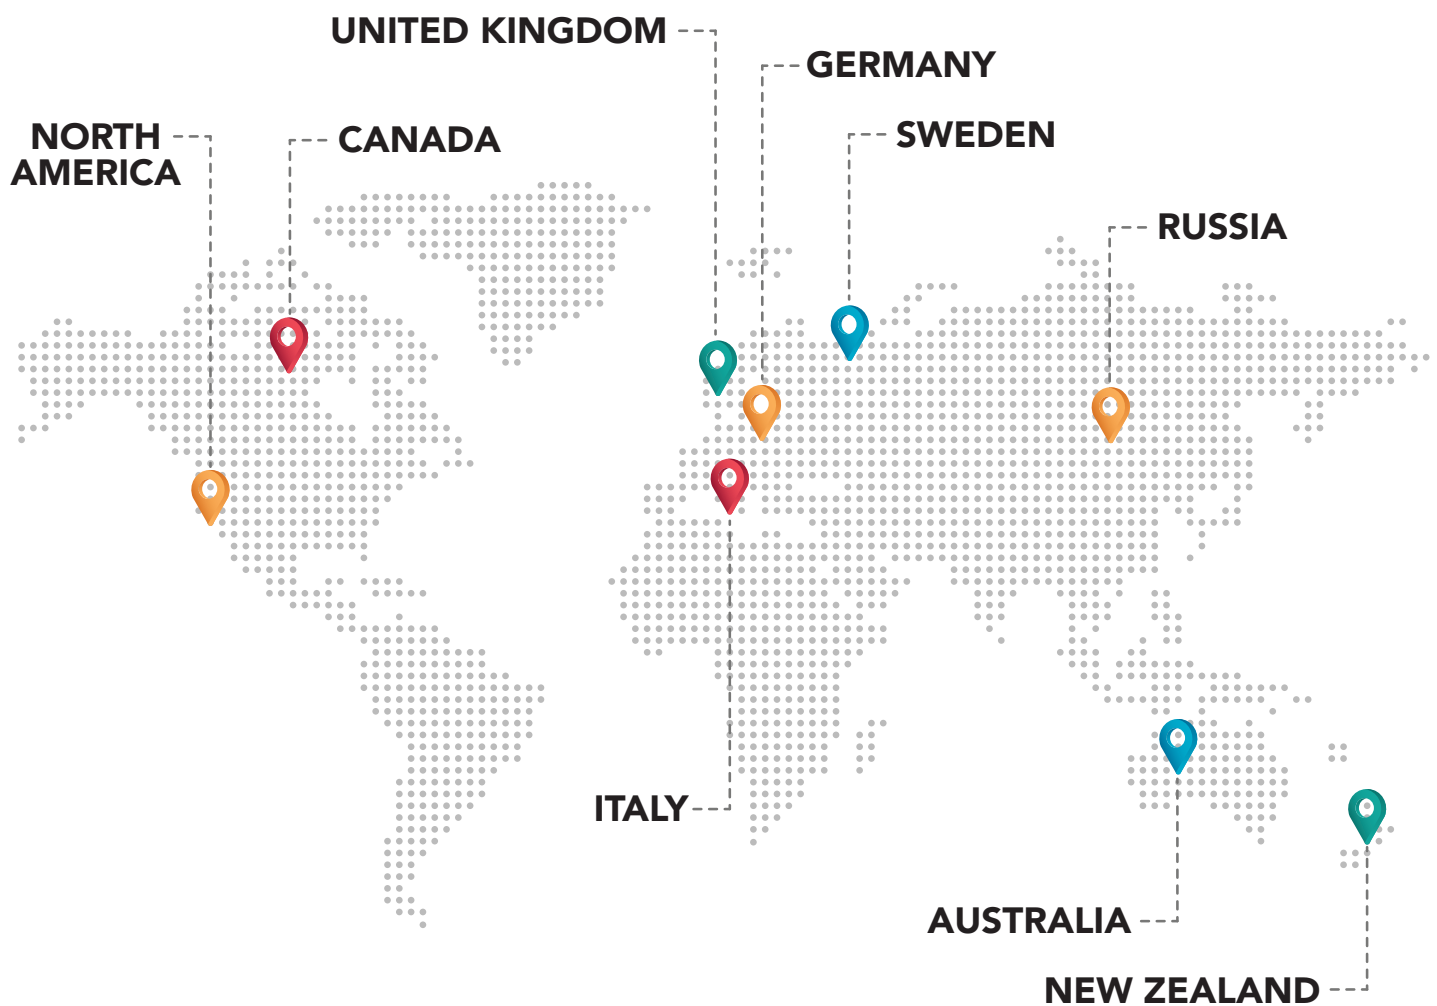 UNITED KINGDOM
GERMANY
NORTH
AMERICA
CANADA
SWEDEN
RUSSIA
ITALY
AUSTRALIA
NEW ZEALAND